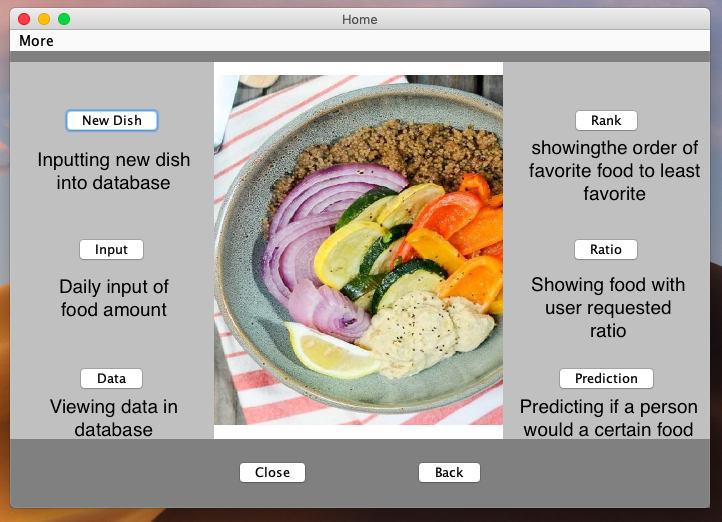 Home
More
New Dish
Inputting new dish
into database
Input
Daily input of
food amount
Data
Viewing data in
database
Rank
showingthe order of
favorite food to least
favorite
Ratio
Showing food with
user requested
ratio
Prediction
Predicting if a person
would a certain food
Close
Back